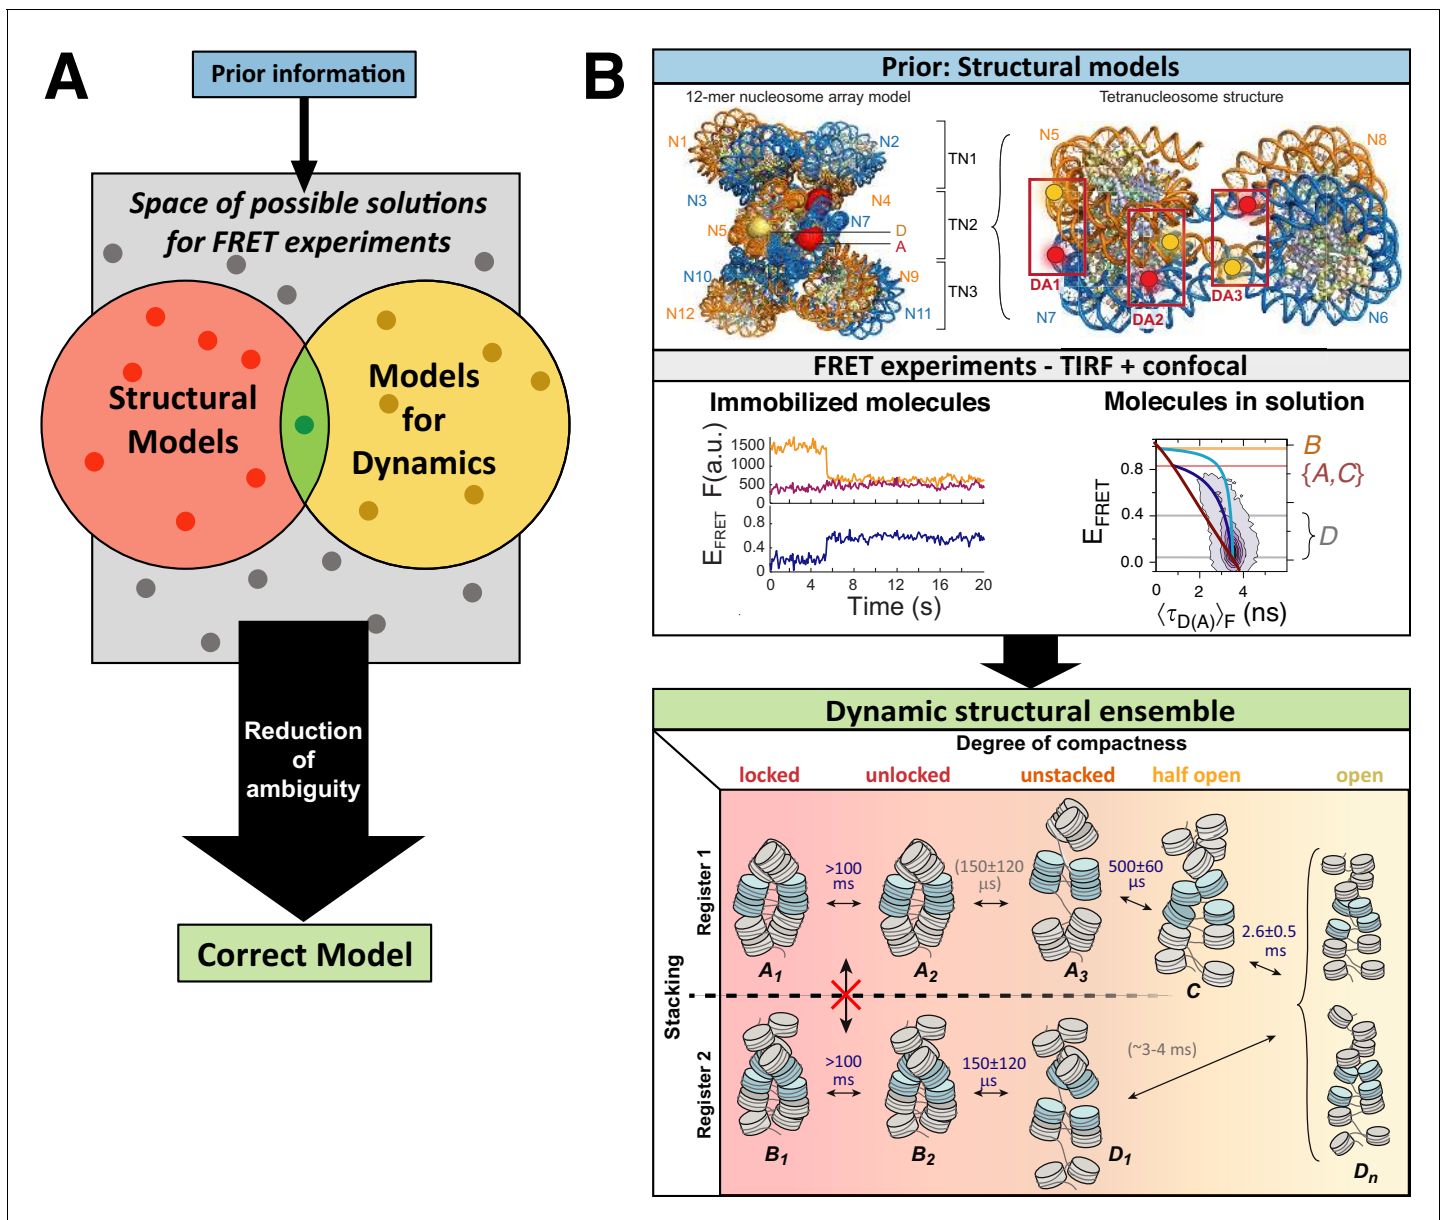 A
Prior information
Space of possible solutions
for FRET experiments
Structural
Models
Models
for
Dynamics
Reduction
of
ambiguity
Correct Model
B
Prior: Structural models
12-mer nucleosome array model
Tetranucleosome structure
N1
N2
N3
N4
N5
N7
D
A
N10
N9
N12
N11
TN1
TN2
TN3
N5
N8
DA1
DA2
DA3
N7
N6
FRET experiments - TIRF + confocal
Immobilized molecules
F(a.u.)
1500
1000
500
0
EFRET
0.8
0.4
0
0 4 8 12 16 20
Time (s)
Molecules in solution
EFRET
0.8
0.4
0.0
0 2 4
⟨τD(A)⟩F (ns)
B
{A,C}
D
Dynamic structural ensemble
Degree of compactness
locked unlocked unstacked half open open
Stacking
Register 1
>100
ms
(150±120
µs)
500±60
µs
2.6±0.5
ms
A1
A2
A3
C
Register 2
>100
ms
150±120
µs
(~3-4 ms)
B1
B2
D1
Dn